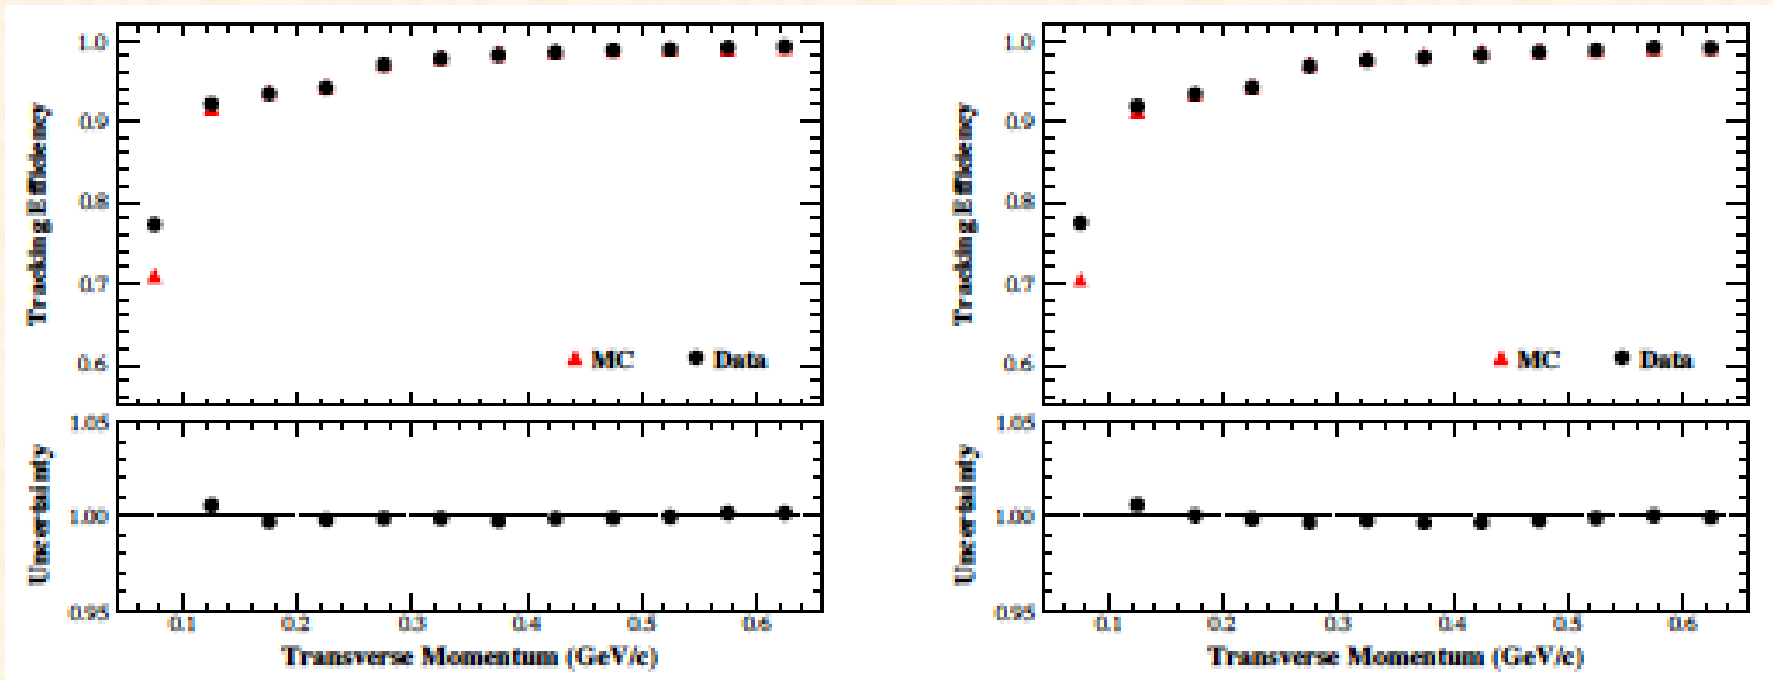 Tracking Efficiency
1.0
0.9
0.8
0.7
0.6
MC Data
Uncertainty
1.05
1.00
0.95
0.1 0.2 0.3 0.4 0.5 0.6
Transverse Momentum (GeV/c)
Tracking Efficiency
1.0
0.9
0.8
0.7
0.6
MC Data
Uncertainty
1.05
1.00
0.95
0.1 0.2 0.3 0.4 0.5 0.6
Transverse Momentum (GeV/c)